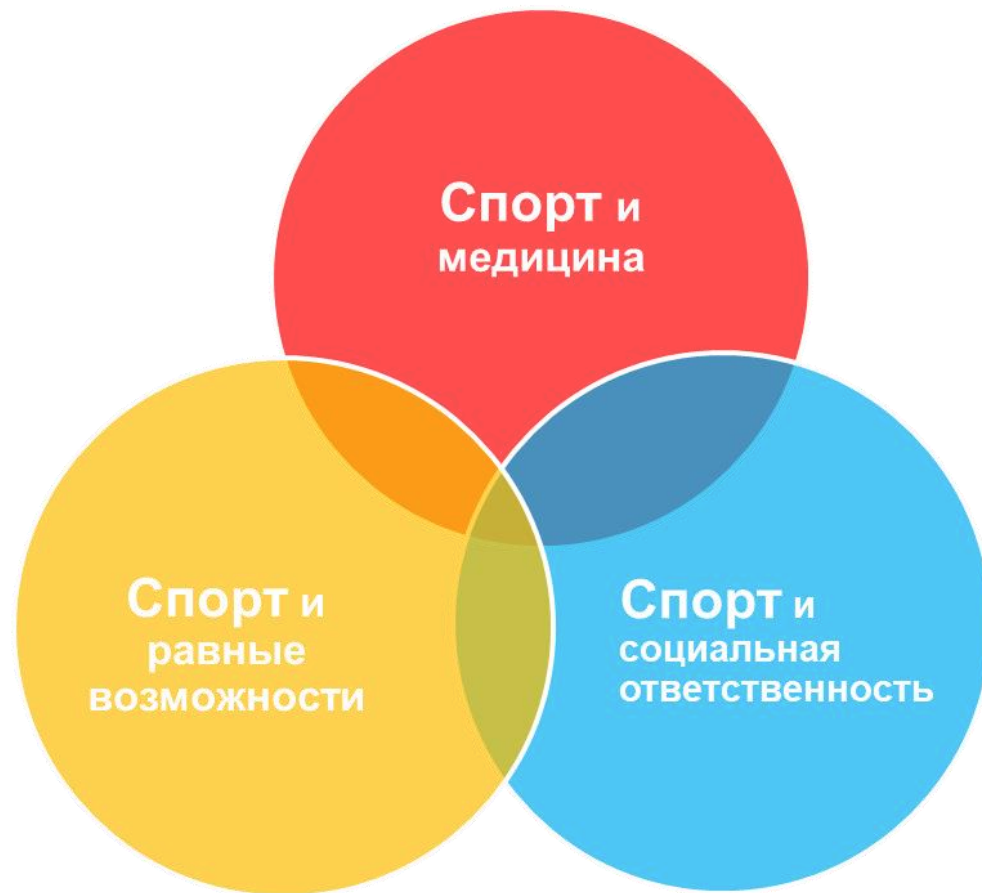 Спорт и
медицина
Спорт и
равные
возможности
Спорт и
социальная
ответственность